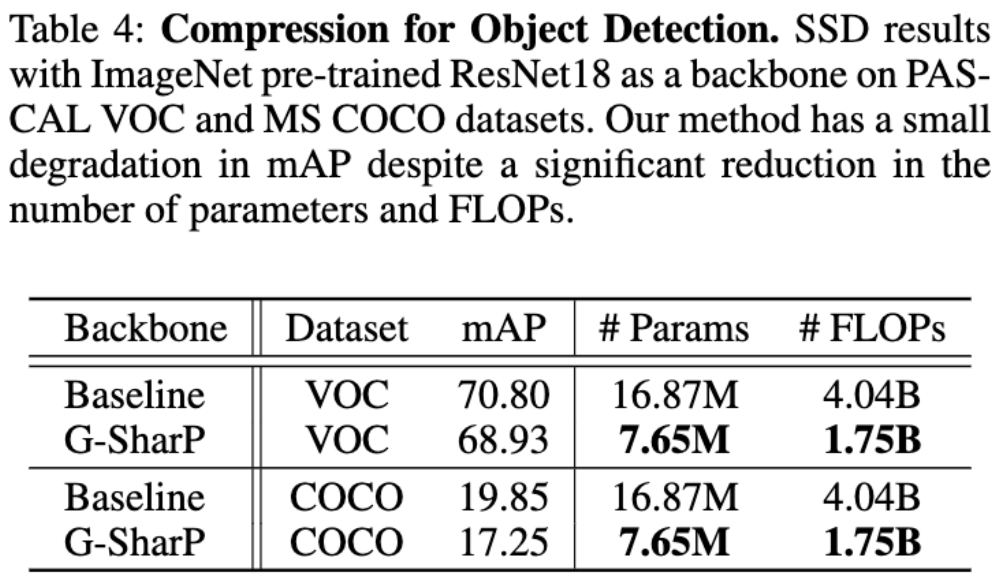 Table 4: Compression for Object Detection. SSD results
with ImageNet pre-trained ResNet18 as a backbone on PAS-
CAL VOC and MS COCO datasets. Our method has a small
degradation in mAP despite a significant reduction in the
number of parameters and FLOPs.
Backbone Dataset mAP # Params # FLOPs
Baseline VOC 70.80 16.87M 4.04B
G-SharP VOC 68.93 7.65M 1.75B
Baseline COCO 19.85 16.87M 4.04B
G-SharP COCO 17.25 7.65M 1.75B